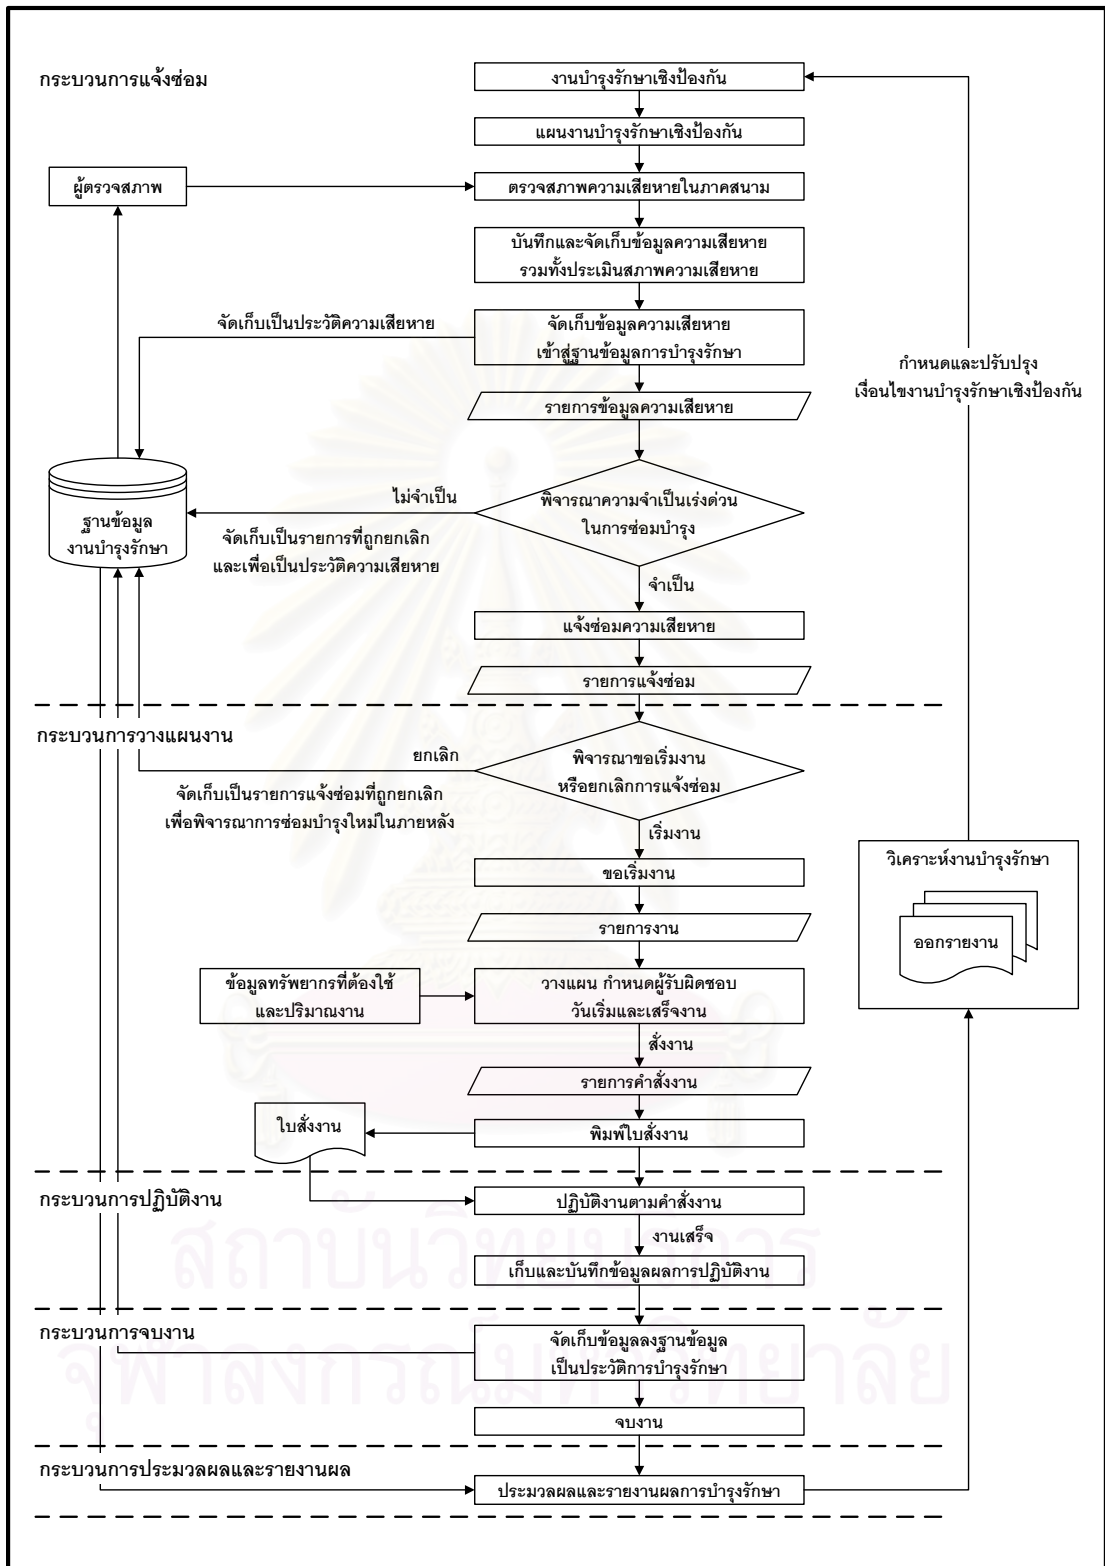 กระบวนการแจ้งซ่อม
งานบำรุงรักษาเชิงป้องกัน
แผนงานบำรุงรักษาเชิงป้องกัน
ผู้ตรวจสภาพ
ตรวจสภาพความเสียหายในภาคสนาม
บันทึกและจัดเก็บข้อมูลความเสียหาย
รวมทั้งประเมินสภาพความเสียหาย
จัดเก็บเป็นประวัติความเสียหาย
จัดเก็บข้อมูลความเสียหาย
เข้าสู่ฐานข้อมูลการบำรุงรักษา
กำหนดและปรับปรุง
เงื่อนไขงานบำรุงรักษาเชิงป้องกัน
รายการข้อมูลความเสียหาย
ไม่จำเป็น
พิจารณาความจำเป็นเร่งด่วน
ในการซ่อมบำรุง
ฐานข้อมูล
งานบำรุงรักษา
จัดเก็บเป็นรายการที่ถูกยกเลิก
และเพื่อเป็นประวัติความเสียหาย
จำเป็น
แจ้งซ่อมความเสียหาย
รายการแจ้งซ่อม
กระบวนการวางแผนงาน
ยกเลิก
พิจารณาขอเริ่มงาน
หรือยกเลิกการแจ้งซ่อม
จัดเก็บเป็นรายการแจ้งซ่อมที่ถูกยกเลิก
เพื่อพิจารณาการซ่อมบำรุงใหม่ในภายหลัง
เริ่มงาน
วิเคราะห์งานบำรุงรักษา
ขอเริ่มงาน
รายการงาน
ออกรายงาน
ข้อมูลทรัพยากรที่ต้องใช้
และปริมาณงาน
วางแผน กำหนดผู้รับผิดชอบ
วันเริ่มและเสร็จงาน
สั่งงาน
รายการคำสั่งงาน
ใบสั่งงาน
พิมพ์ใบสั่งงาน
กระบวนการปฏิบัติงาน
ปฏิบัติงานตามคำสั่งงาน
งานเสร็จ
สถาบันวิทยบริการ
เก็บและบันทึกข้อมูลผลการปฏิบัติงาน
กระบวนการจบงาน
จัดเก็บข้อมูลลงฐานข้อมูล
เป็นประวัติการบำรุงรักษา
จุฬาลงกรณ์มหาวิทยาลัย
จบงาน
กระบวนการประมวลผลและรายงานผล
ประมวลผลและรายงานผลการบำรุงรักษา